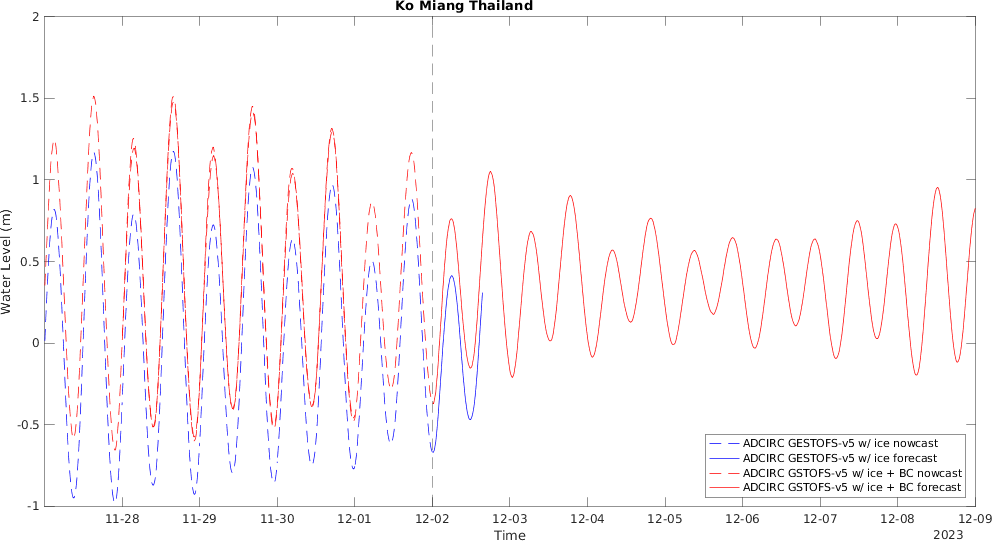 Ko Miang Thailand
2
1.5
1
0.5
0
-0.5
-1
Water Level (m)
ADCIRC GESTOFS-v5 w/ ice nowcast
ADCIRC GESTOFS-v5 w/ ice forecast
ADCIRC GSTOFS-v5 w/ ice + BC nowcast
ADCIRC GSTOFS-v5 w/ ice + BC forecast
11-28 11-29 11-30 12-01 12-02 12-03 12-04 12-05 12-06 12-07 12-08 12-09
Time
2023